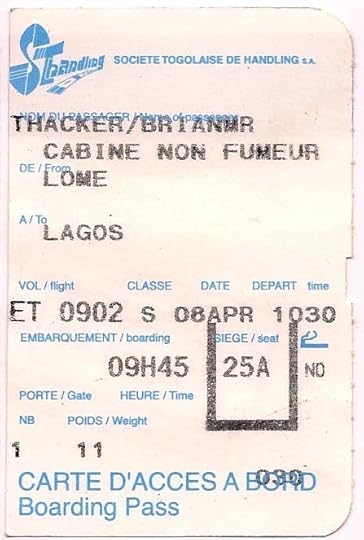 SThandling
SOCIETE TOGOLAISE DE HANDLING S.A.
NOM DU PASSAGER / Name of passenger
THACKER/BRIANMR
CABINE NON FUMEUR
DE / From
LOME
A / To
LAGOS
VOL / flight CLASSE DATE DEPART time
ET 0902 S 08APR 1030
EMBARQUEMENT / boarding SIEGE / seat
09H45 25A NO
PORTE / Gate HEURE / Time
NB POIDS / Weight
1 11
030
CARTE D'ACCES A BORD
Boarding Pass